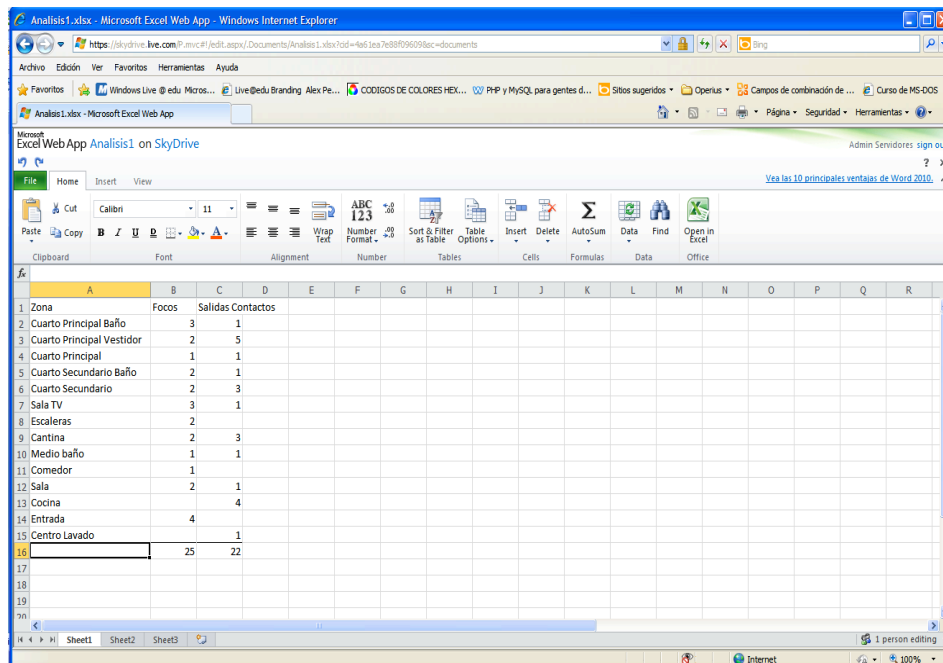 Analisis1.xlsx - Microsoft Excel Web App - Windows Internet Explorer
https://skydrive.live.com/P.mvc#!/edit.aspx/.Documents/Analisis1.xlsx?cid=4a61ea7e88f09609&sc=documents
Bing
Archivo Edición Ver Favoritos Herramientas Ayuda
Favoritos Windows Live @ edu Micros... Live@edu Branding Alex Pe... CODIGOS DE COLORES HEX... PHP y MySQL para gentes d... Sitios sugeridos Operius Campos de combinación de ... Curso de MS-DOS
Analisis1.xlsx - Microsoft Excel Web App
Página Seguridad Herramientas
Microsoft
Excel Web App Analisis1 on SkyDrive
Admin Servidores sign ou
?
File Home Insert View
Vea las 10 principales ventajas de Word 2010.
Paste Cut Copy
Calibri 11
B I U D A
Wrap Text
ABC 123
Number Format
Sort & Filter as Table
Table Options
Insert Delete
AutoSum
Data Find
Open in Excel
Clipboard Font Alignment Number Tables Cells Formulas Data Office
fx
A B C D E F G H I J K L M N O P Q R
1 Zona Focos Salidas Contactos
2 Cuarto Principal Baño 3 1
3 Cuarto Principal Vestidor 2 5
4 Cuarto Principal 1 1
5 Cuarto Secundario Baño 2 1
6 Cuarto Secundario 2 3
7 Sala TV 3 1
8 Escaleras 2
9 Cantina 2 3
10 Medio baño 1 1
11 Comedor 1
12 Sala 2 1
13 Cocina 4
14 Entrada 4
15 Centro Lavado 1
16 25 22
17
18
19
20
Sheet1 Sheet2 Sheet3
1 person editing
Internet
100%